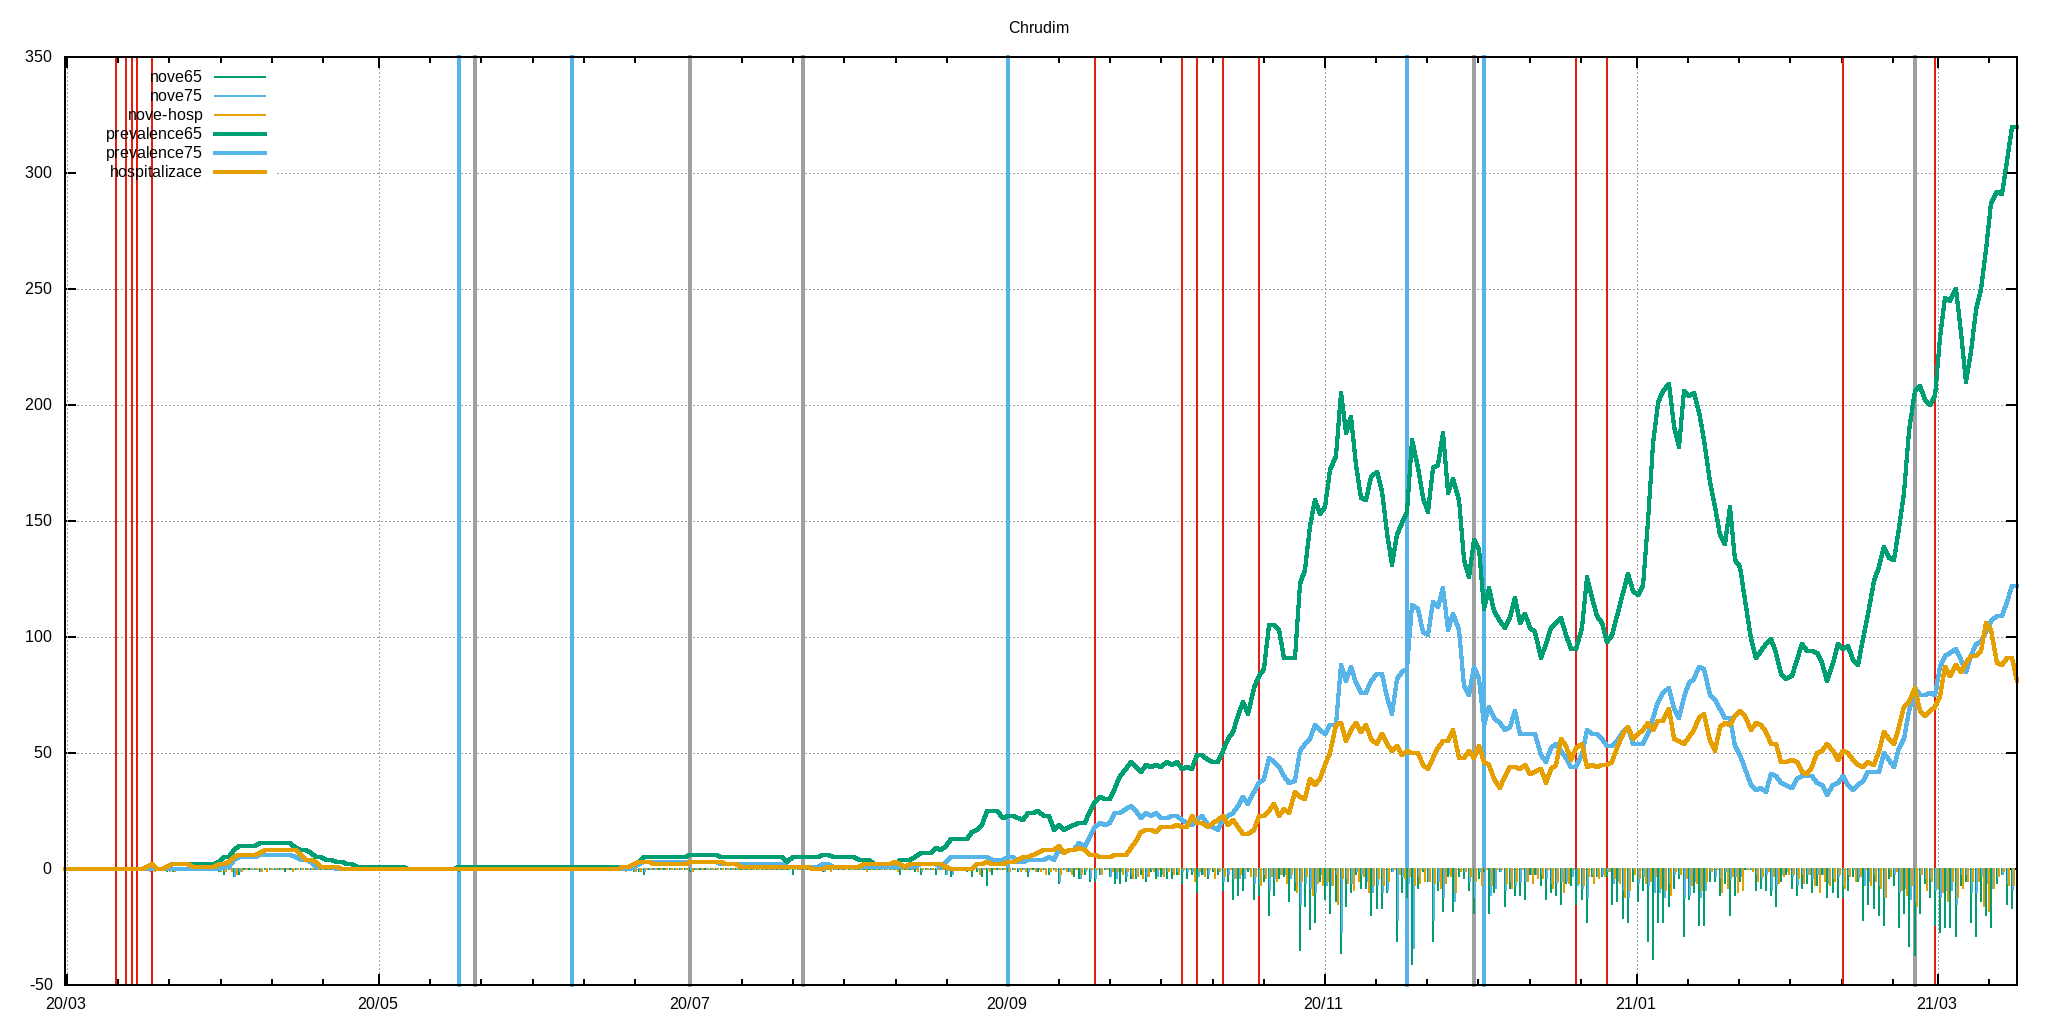 Chrudim
350
300
250
200
150
100
50
0
-50
nove65
nove75
nove-hosp
prevalence65
prevalence75
hospitalizace
20/03 20/05 20/07 20/09 20/11 21/01 21/03